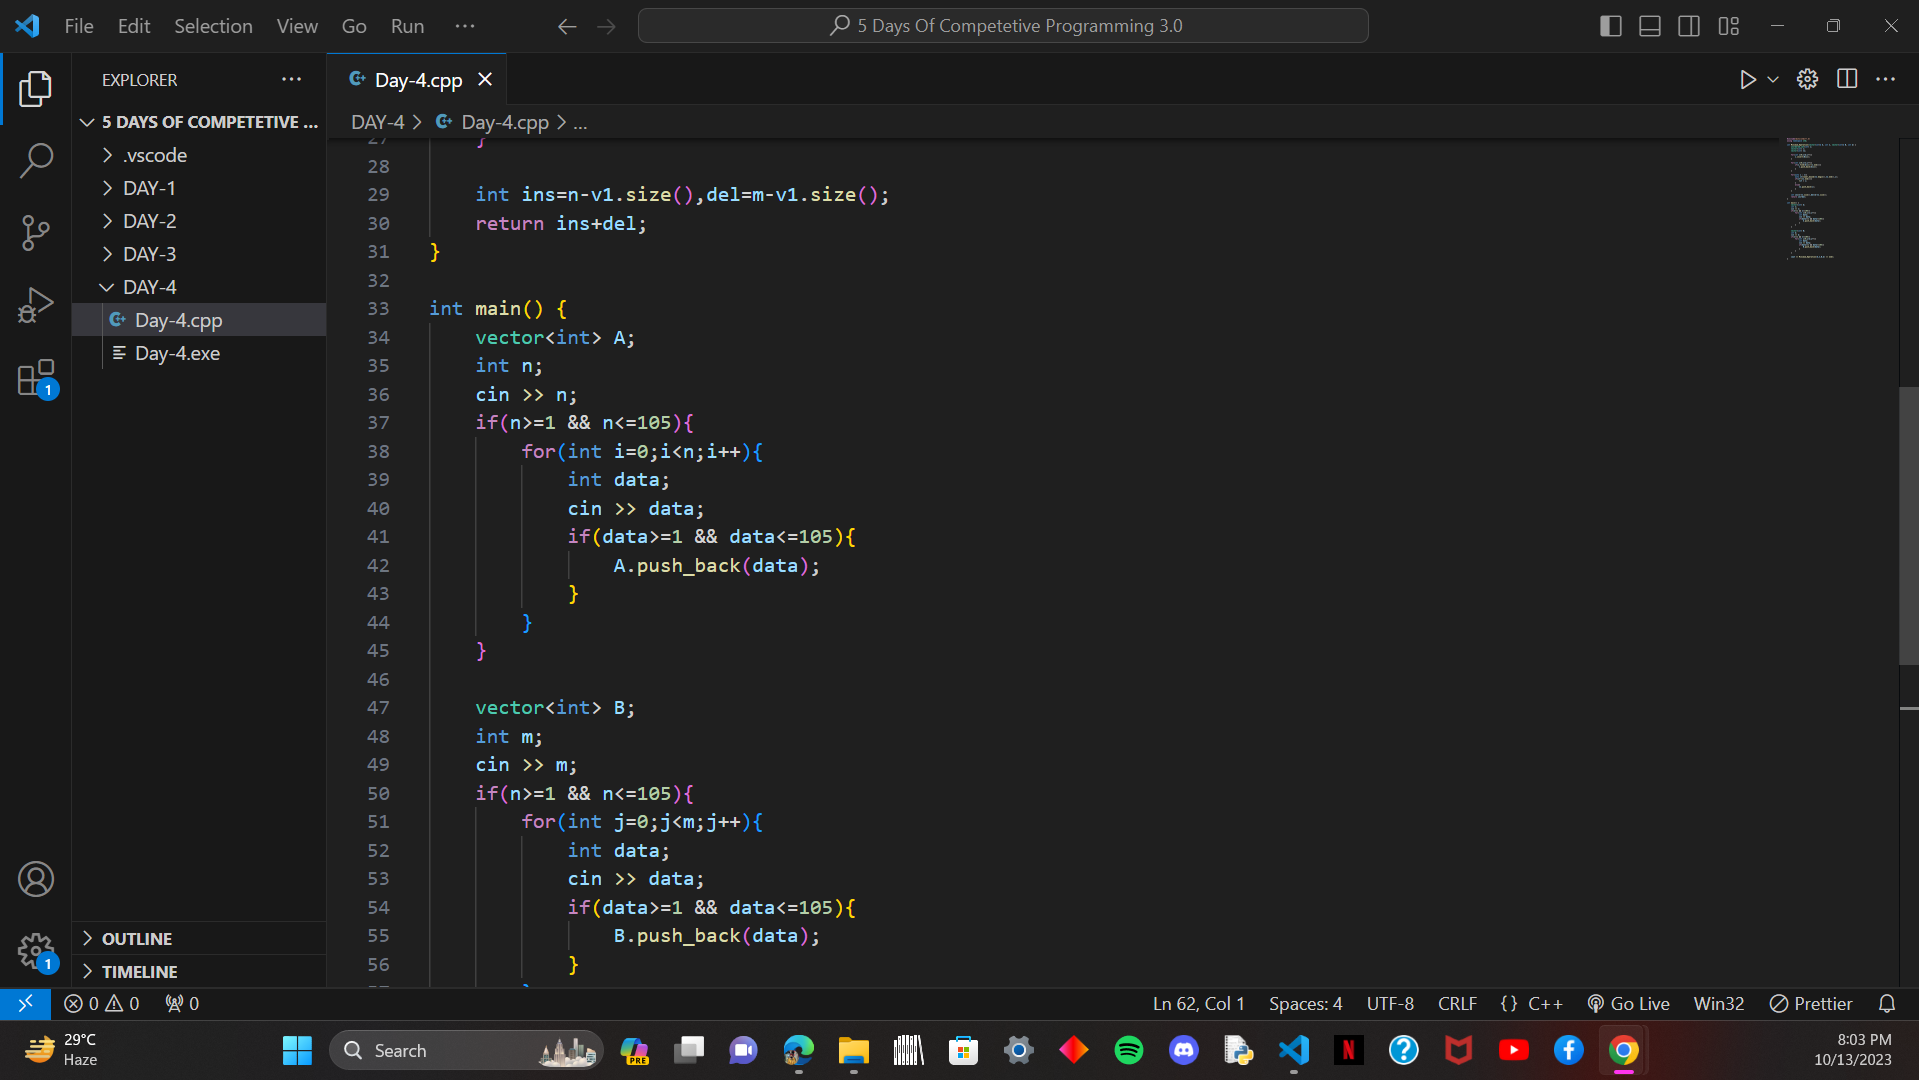 File Edit Selection View Go Run ··· 5 Days Of Competetive Programming 3.0
EXPLORER ···
Day-4.cpp
5 DAYS OF COMPETETIVE ...
DAY-4 > Day-4.cpp > ...
.vscode
DAY-1
DAY-2
DAY-3
DAY-4
Day-4.cpp
Day-4.exe
27 }
28
29 int ins=n-v1.size(),del=m-v1.size();
30 return ins+del;
31 }
32
33 int main() {
34 vector<int> A;
35 int n;
36 cin >> n;
37 if(n>=1 && n<=105){
38 for(int i=0;i<n;i++){
39 int data;
40 cin >> data;
41 if(data>=1 && data<=105){
42 A.push_back(data);
43 }
44 }
45 }
46
47 vector<int> B;
48 int m;
49 cin >> m;
50 if(n>=1 && n<=105){
51 for(int j=0;j<m;j++){
52 int data;
53 cin >> data;
54 if(data>=1 && data<=105){
55 B.push_back(data);
56 }
1
1
OUTLINE
TIMELINE
0 0 0 Ln 62, Col 1 Spaces: 4 UTF-8 CRLF {} C++ Go Live Win32 Prettier
29°C
Haze
Search
PRE
N
8:03 PM
10/13/2023